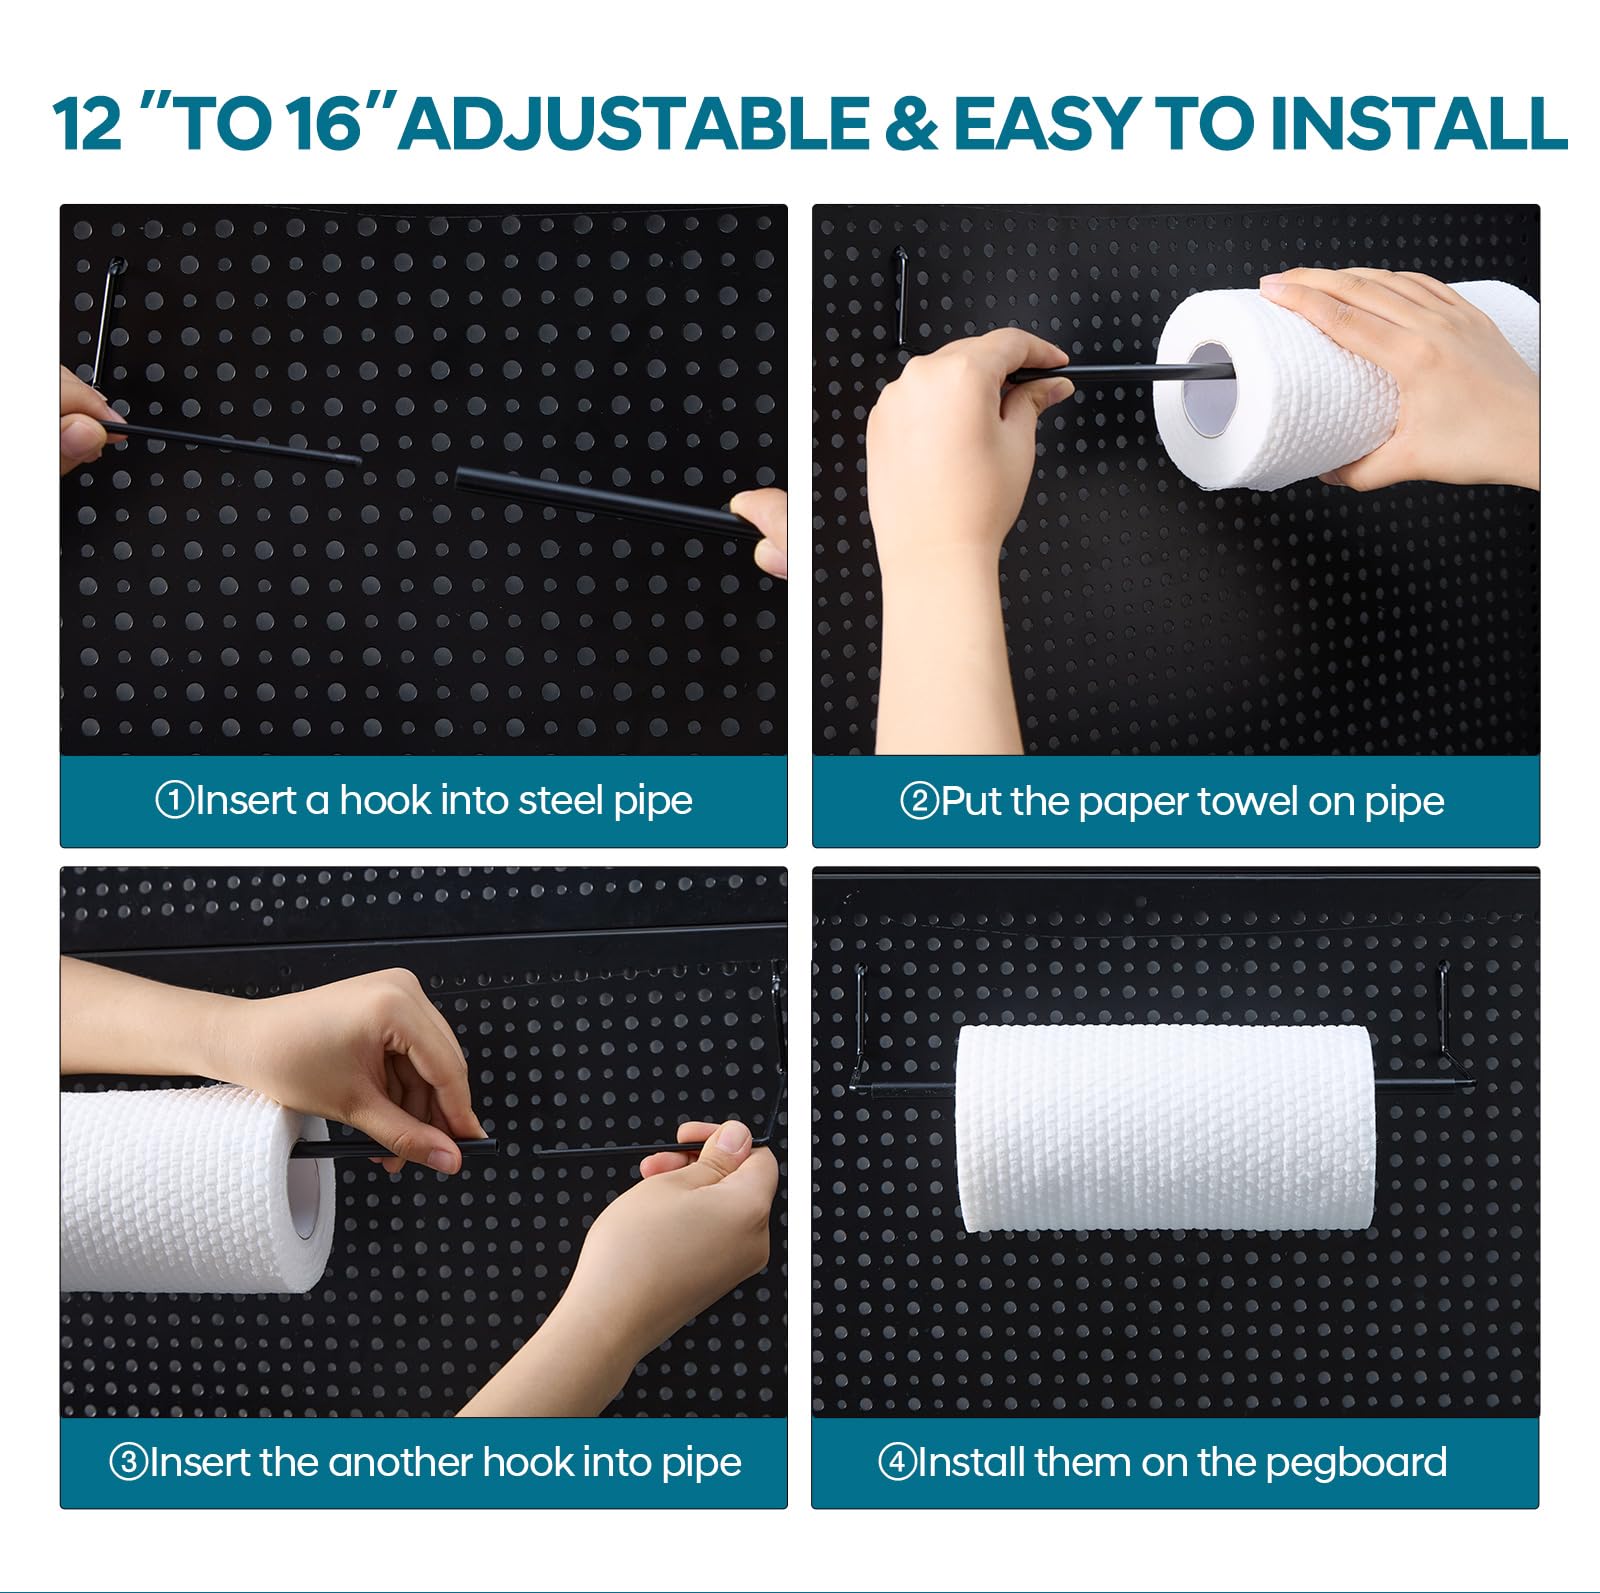 12 ″TO 16″ADJUSTABLE & EASY TO INSTALL
①Insert a hook into steel pipe
②Put the paper towel on pipe
③Insert the another hook into pipe
④Install them on the pegboard